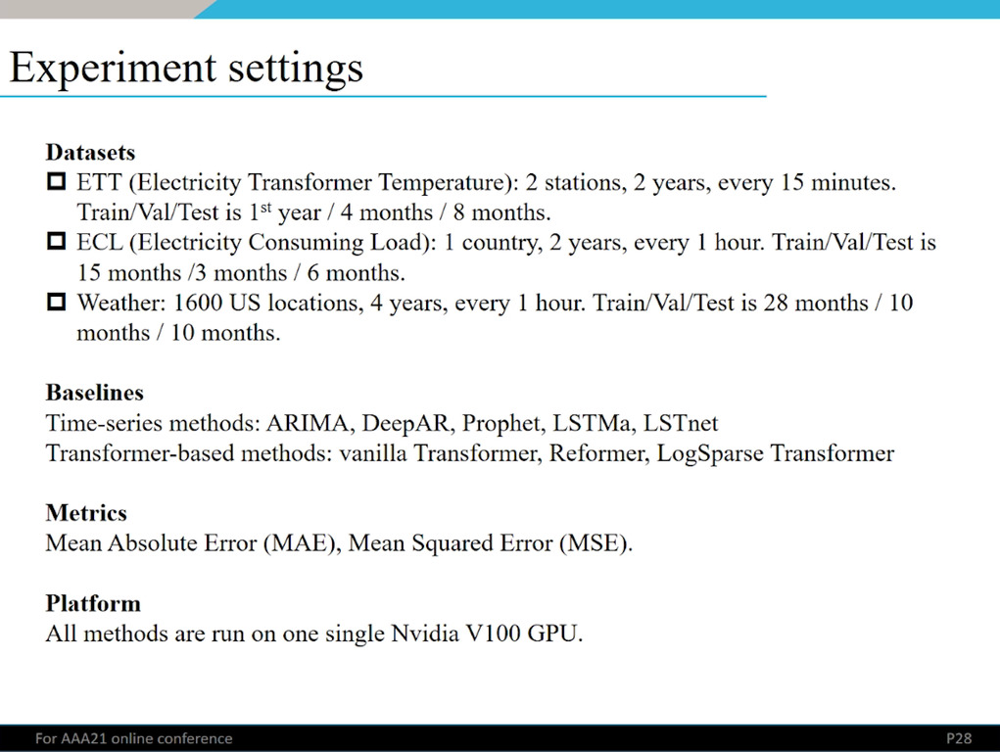 Experiment settings
Datasets
ETT (Electricity Transformer Temperature): 2 stations, 2 years, every 15 minutes.
Train/Val/Test is 1st year / 4 months / 8 months.
ECL (Electricity Consuming Load): 1 country, 2 years, every 1 hour. Train/Val/Test is
15 months /3 months / 6 months.
Weather: 1600 US locations, 4 years, every 1 hour. Train/Val/Test is 28 months / 10
months / 10 months.
Baselines
Time-series methods: ARIMA, DeepAR, Prophet, LSTMa, LSTnet
Transformer-based methods: vanilla Transformer, Reformer, LogSparse Transformer
Metrics
Mean Absolute Error (MAE), Mean Squared Error (MSE).
Platform
All methods are run on one single Nvidia V100 GPU.
For AAA21 online conference
P28